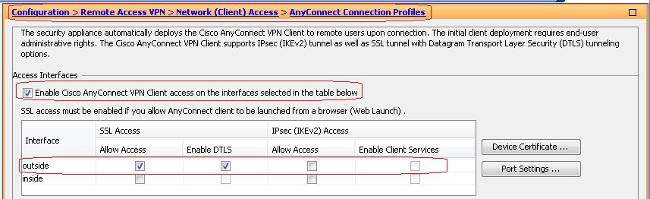 Configuration > Remote Access VPN > Network (Client) Access > AnyConnect Connection Profiles
The security appliance automatically deploys the Cisco AnyConnect VPN Client to remote users upon connection. The initial client deployment requires end-user
administrative rights. The Cisco AnyConnect VPN Client supports IPsec (IKEv2) tunnel as well as SSL tunnel with Datagram Transport Layer Security (DTLS) tunneling
options.
Access Interfaces
Enable Cisco AnyConnect VPN Client access on the interfaces selected in the table below
SSL access must be enabled if you allow AnyConnect client to be launched from a browser (Web Launch) .
Interface SSL Access IPsec (IKEv2) Access
Allow Access Enable DTLS Allow Access Enable Client Services
outside
inside
Device Certificate ...
Port Settings ...